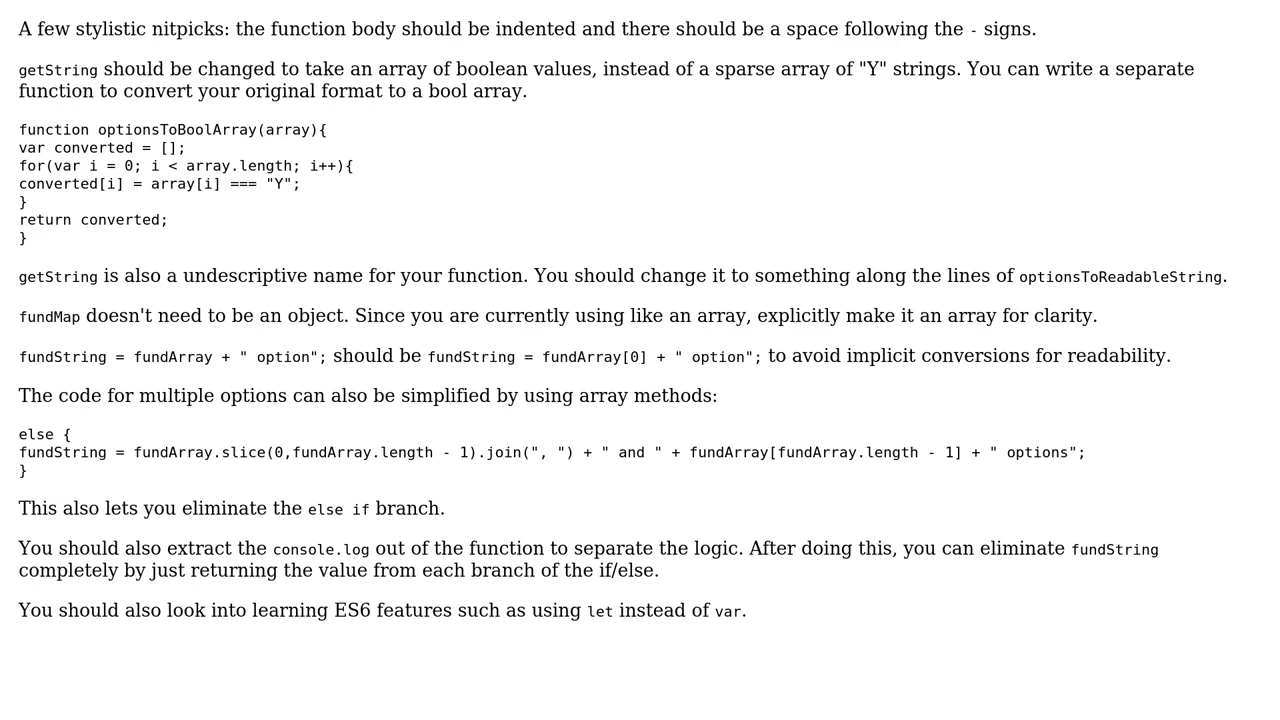 A few stylistic nitpicks: the function body should be indented and there should be a space following the - signs.
getString should be changed to take an array of boolean values, instead of a sparse array of "Y" strings. You can write a separate
function to convert your original format to a bool array.
function optionsToBoolArray(array){
var converted = [];
for(var i = 0; i < array.length; i++){
converted[i] = array[i] === "Y";
}
return converted;
}
getString is also a undescriptive name for your function. You should change it to something along the lines of optionsToReadableString.
fundMap doesn't need to be an object. Since you are currently using like an array, explicitly make it an array for clarity.
fundString = fundArray + " option"; should be fundString = fundArray[0] + " option"; to avoid implicit conversions for readability.
The code for multiple options can also be simplified by using array methods:
else {
fundString = fundArray.slice(0,fundArray.length - 1).join(", ") + " and " + fundArray[fundArray.length - 1] + " options";
}
This also lets you eliminate the else if branch.
You should also extract the console.log out of the function to separate the logic. After doing this, you can eliminate fundString
completely by just returning the value from each branch of the if/else.
You should also look into learning ES6 features such as using let instead of var.